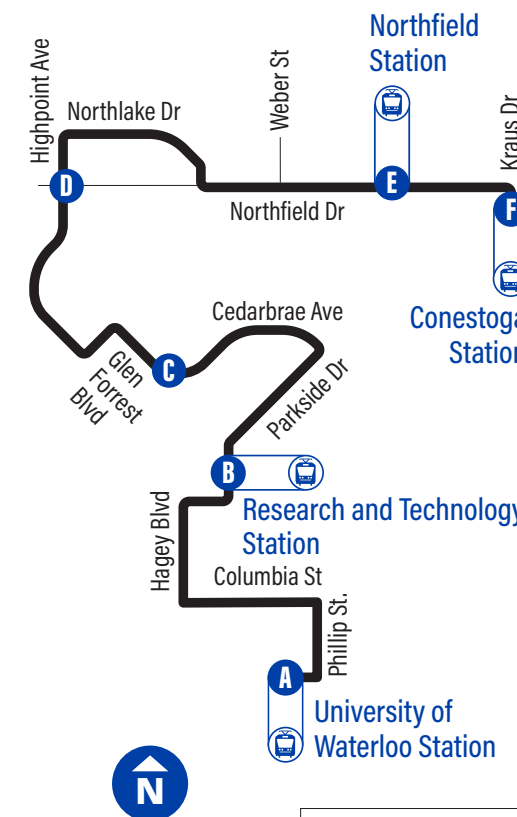 Northfield
Station
Highpoint Ave
Weber St
Kraus Dr
Northlake Dr
D
E
F
Northfield Dr
Cedarbrae Ave
Conestoga
Station
Glen
Forrest
Blvd
C
Parkside Dr
B
Hagey Blvd
Research and Technology
Station
Columbia St
Phillip St.
A
University of
Waterloo Station
N